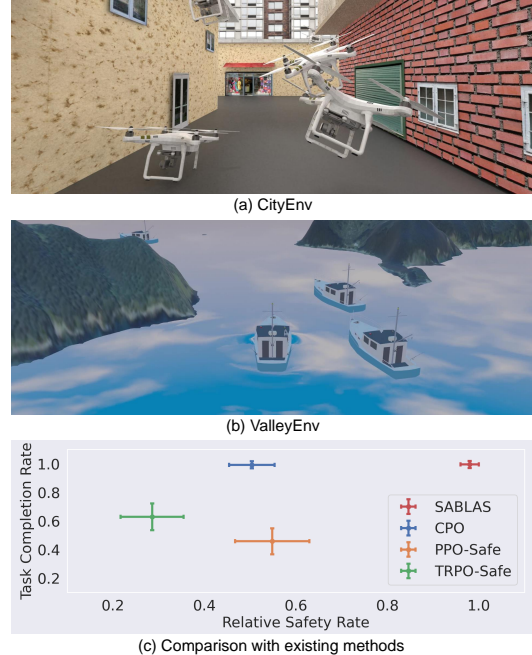 (a) CityEnv
(b) ValleyEnv
Task Completion Rate
1.0
0.8
0.6
0.4
0.2
SABLAS
CPO
PPO-Safe
TRPO-Safe
0.2 0.4 0.6 0.8 1.0
Relative Safety Rate
(c) Comparison with existing methods